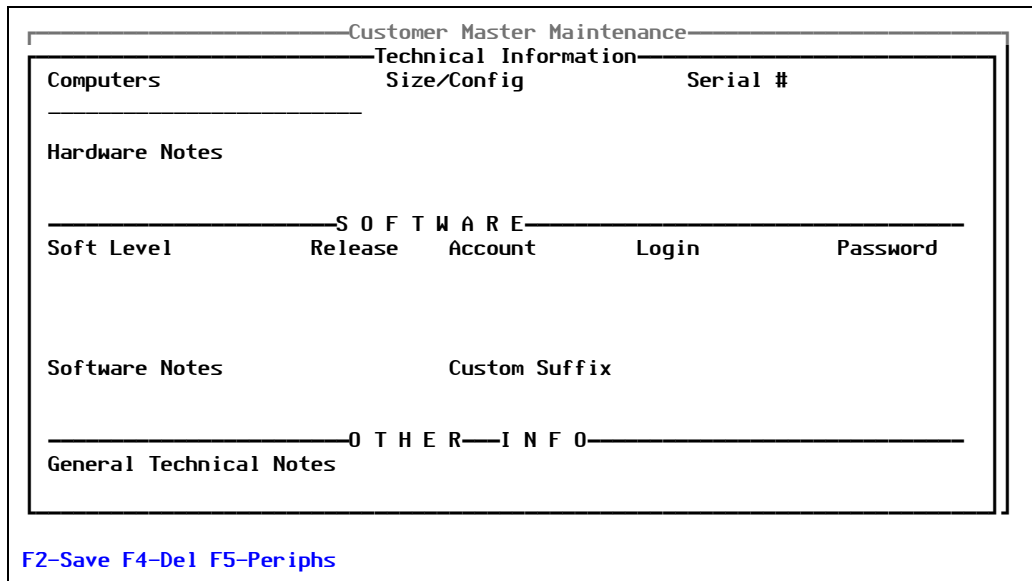 Customer Master Maintenance
Technical Information
Computers Size/Config Serial #
Hardware Notes
S O F T W A R E
Soft Level Release Account Login Password
Software Notes Custom Suffix
O T H E R I N F O
General Technical Notes
F2-Save F4-Del F5-Periphs